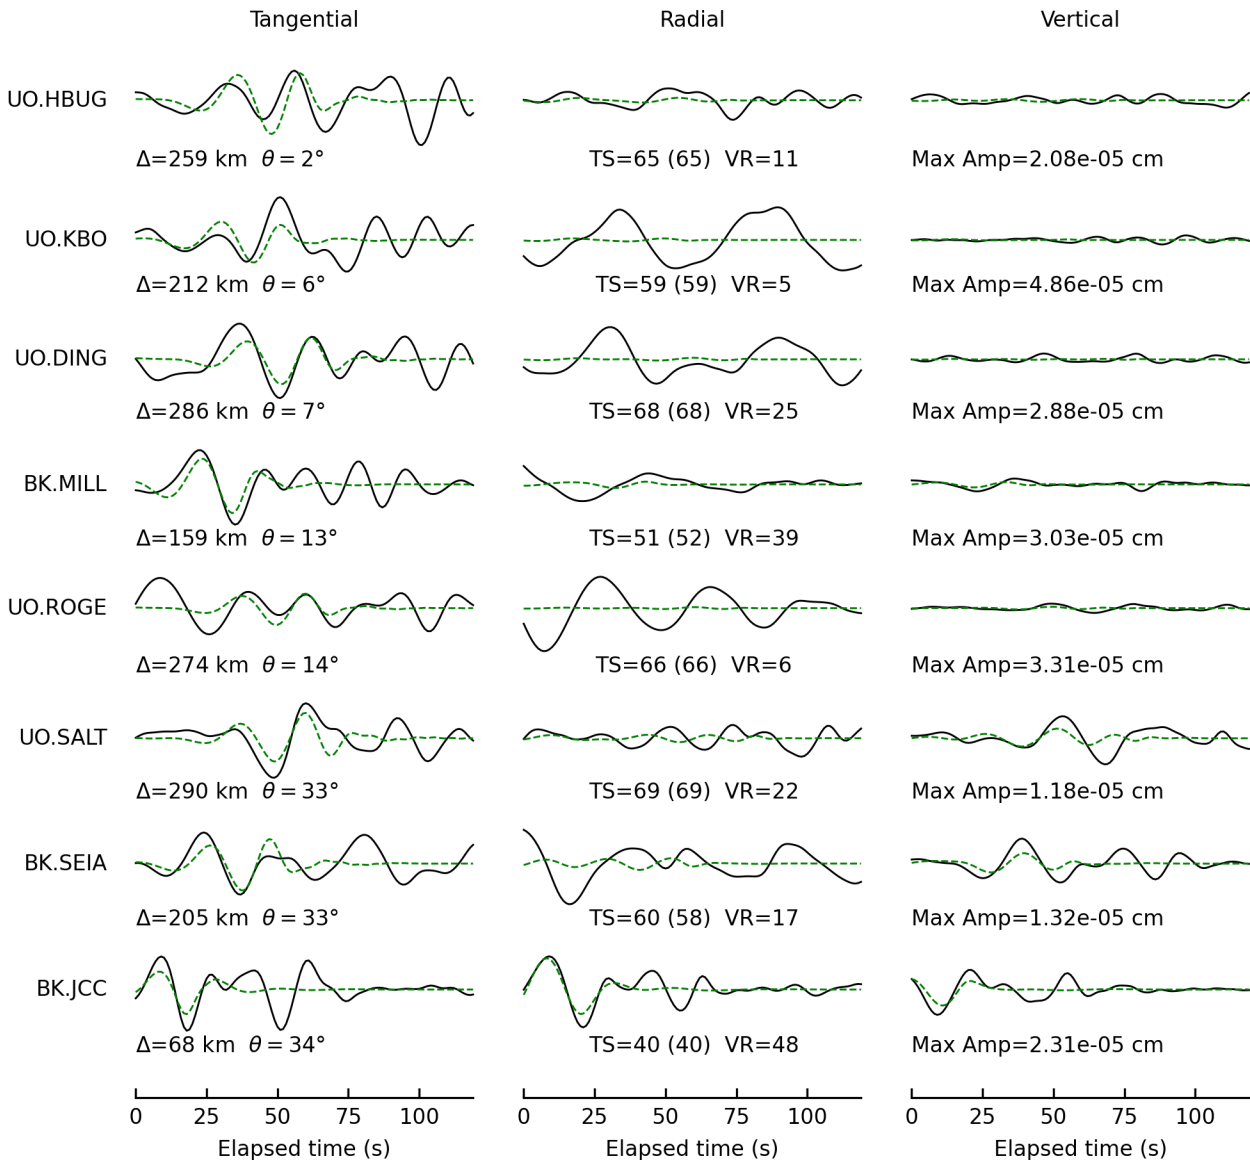 Tangential Radial Vertical
UO.HBUG
Δ=259 km θ = 2° TS=65 (65) VR=11 Max Amp=2.08e-05 cm
UO.KBO
Δ=212 km θ = 6° TS=59 (59) VR=5 Max Amp=4.86e-05 cm
UO.DING
Δ=286 km θ = 7° TS=68 (68) VR=25 Max Amp=2.88e-05 cm
BK.MILL
Δ=159 km θ = 13° TS=51 (52) VR=39 Max Amp=3.03e-05 cm
UO.ROGE
Δ=274 km θ = 14° TS=66 (66) VR=6 Max Amp=3.31e-05 cm
UO.SALT
Δ=290 km θ = 33° TS=69 (69) VR=22 Max Amp=1.18e-05 cm
BK.SEIA
Δ=205 km θ = 33° TS=60 (58) VR=17 Max Amp=1.32e-05 cm
BK.JCC
Δ=68 km θ = 34° TS=40 (40) VR=48 Max Amp=2.31e-05 cm
0 25 50 75 100 0 25 50 75 100 0 25 50 75 100
Elapsed time (s) Elapsed time (s) Elapsed time (s)